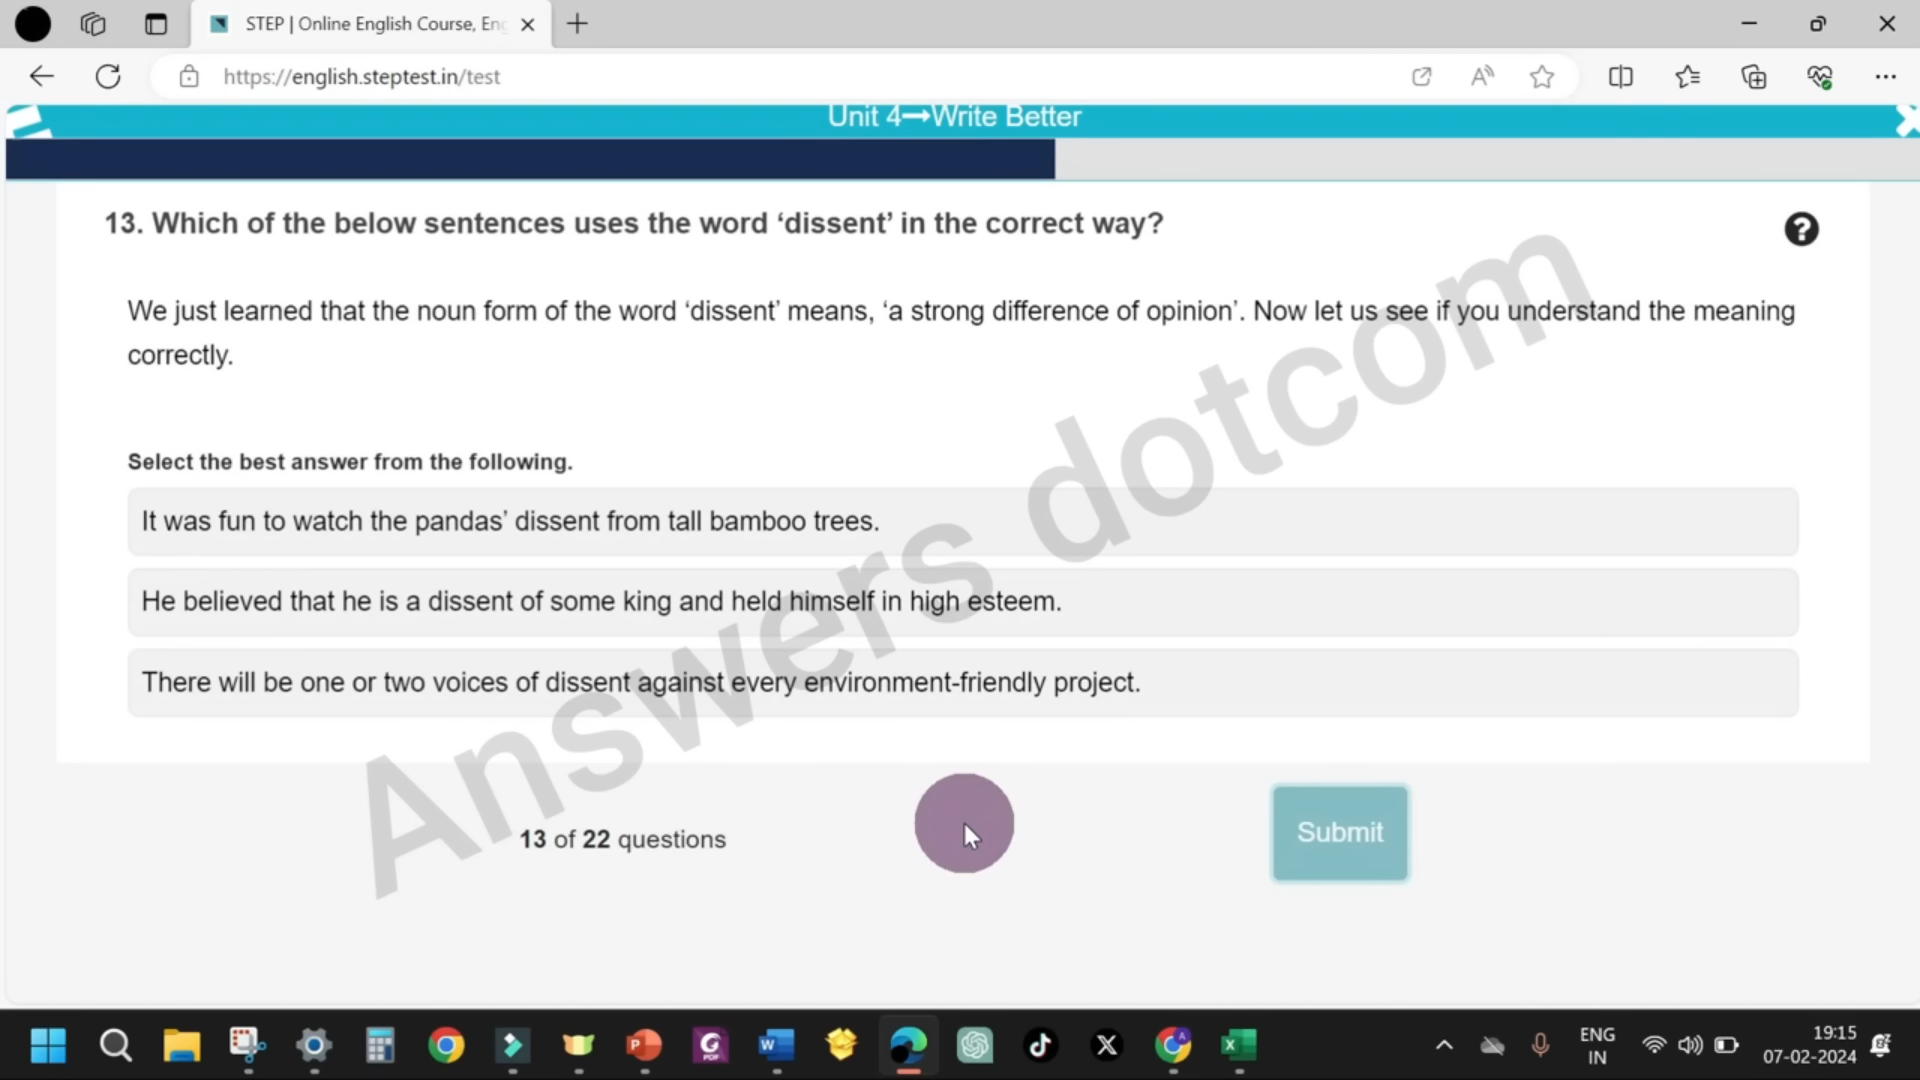 STEP | Online English Course, Eng
https://english.steptest.in/test
Unit 4→Write Better
13. Which of the below sentences uses the word ‘dissent’ in the correct way?
We just learned that the noun form of the word ‘dissent’ means, ‘a strong difference of opinion’. Now let us see if you understand the meaning
correctly.
Select the best answer from the following.
It was fun to watch the pandas’ dissent from tall bamboo trees.
He believed that he is a dissent of some king and held himself in high esteem.
There will be one or two voices of dissent against every environment-friendly project.
Answers dotcom
13 of 22 questions
Submit
ENG
IN
19:15
07-02-2024